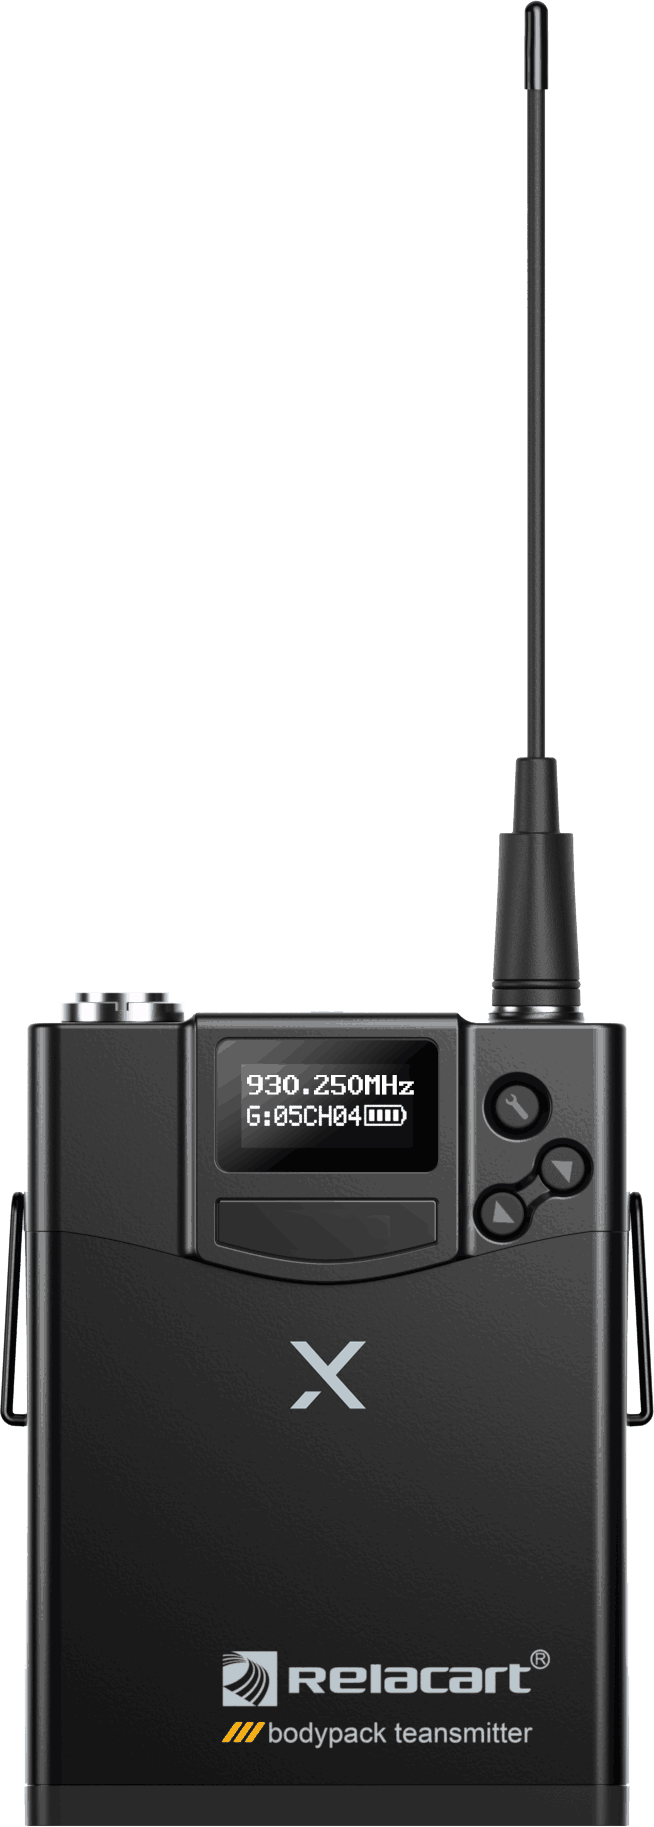 930.250MHz
G:05CH04
X
Relacart®
bodypack teansmitter